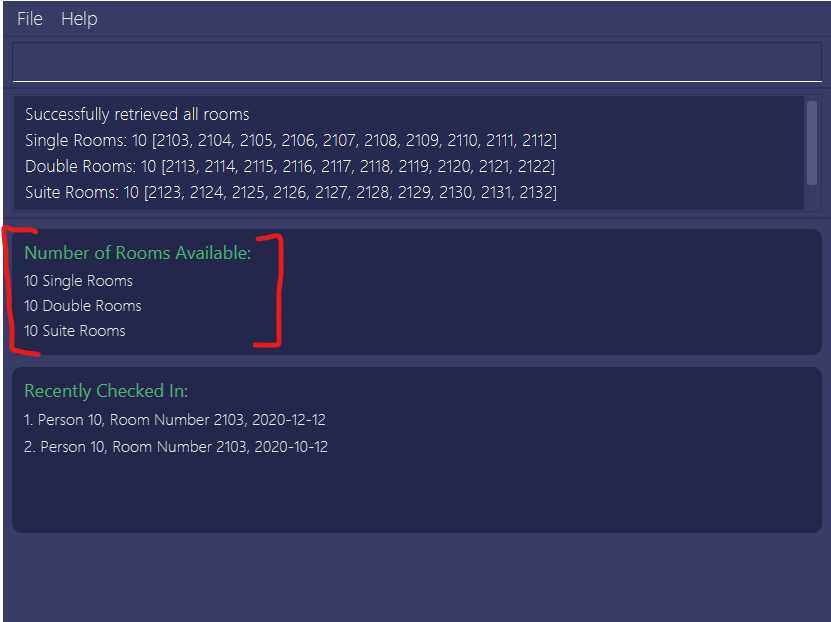 File Help
Successfully retrieved all rooms
Single Rooms: 10 [2103, 2104, 2105, 2106, 2107, 2108, 2109, 2110, 2111, 2112]
Double Rooms: 10 [2113, 2114, 2115, 2116, 2117, 2118, 2119, 2120, 2121, 2122]
Suite Rooms: 10 [2123, 2124, 2125, 2126, 2127, 2128, 2129, 2130, 2131, 2132]
Number of Rooms Available:
10 Single Rooms
10 Double Rooms
10 Suite Rooms
Recently Checked In:
1. Person 10, Room Number 2103, 2020-12-12
2. Person 10, Room Number 2103, 2020-10-12